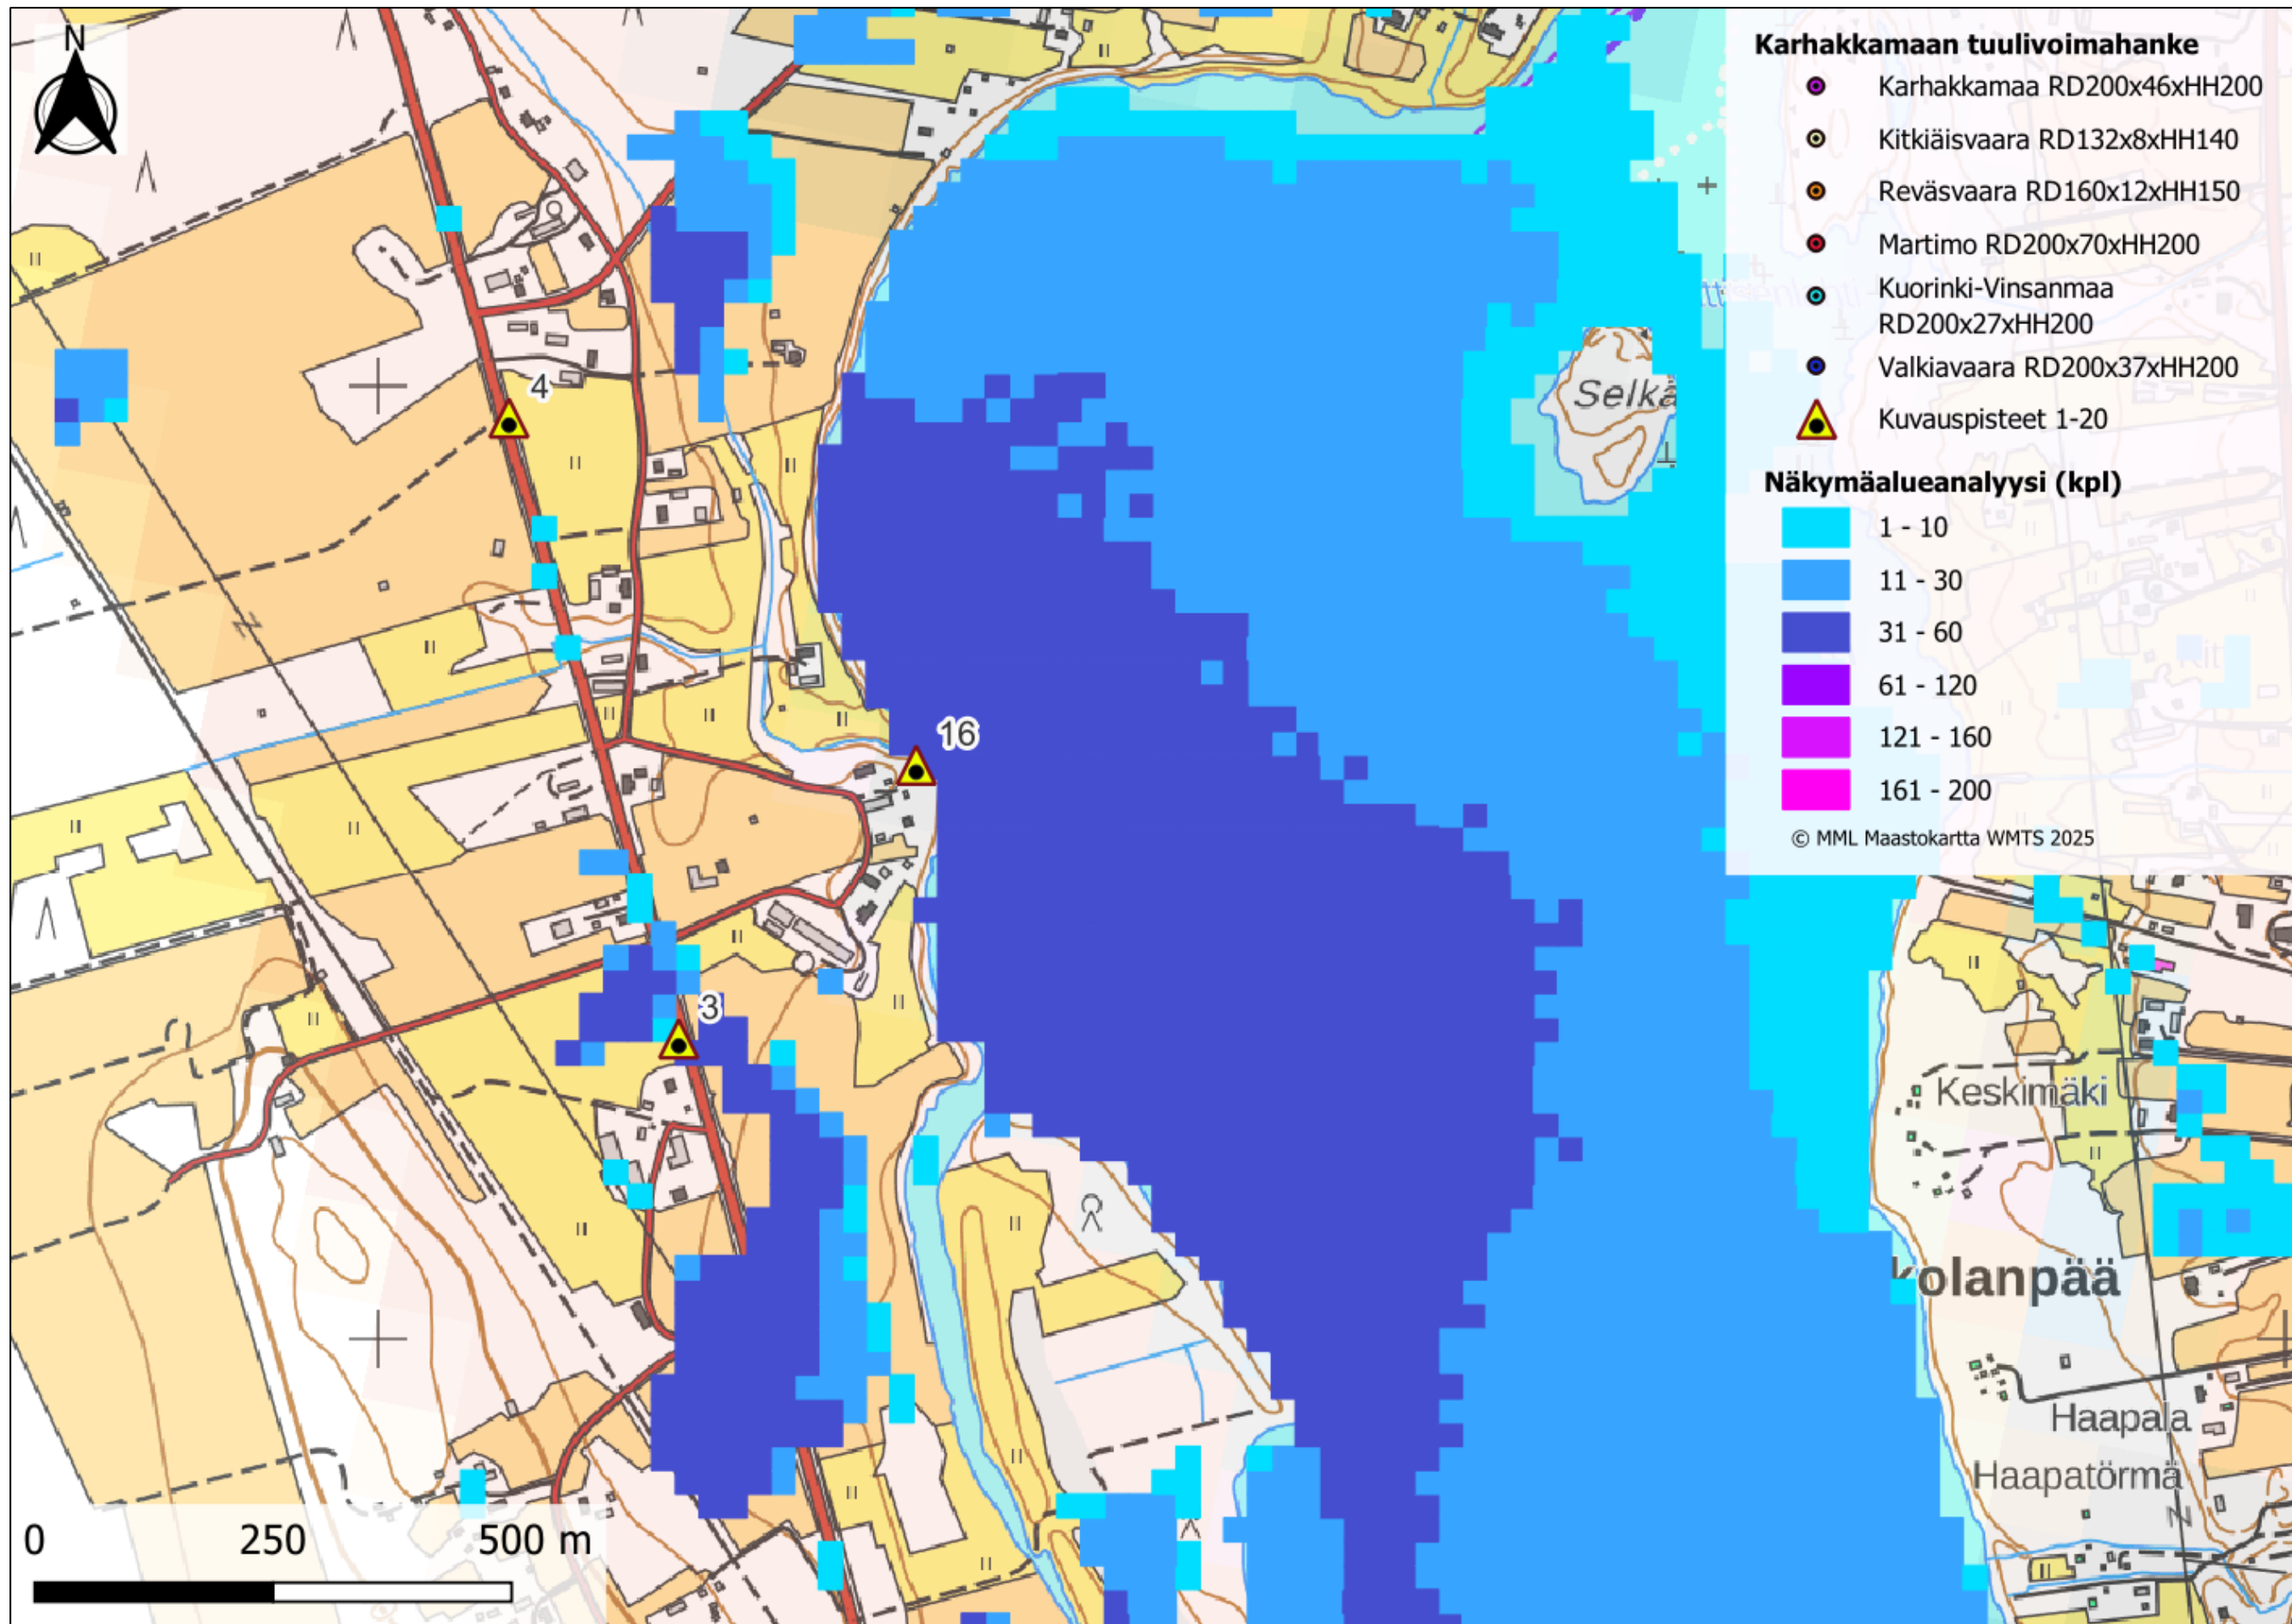 N
Karhakkamaan tuulivoimahanke
Karhakkamaa RD200x46xHH200
Kitkiäisvaara RD132x8xHH140
Reväsvaara RD160x12xHH150
Martimo RD200x70xHH200
Kuorinki-Vinsanmaa
RD200x27xHH200
Valkiavaara RD200x37xHH200
Kuvauspisteet 1-20
Näkymäalueanalyysi (kpl)
1 - 10
11 - 30
31 - 60
61 - 120
121 - 160
161 - 200
© MML Maastokartta WMTS 2025
4
Selkä
16
3
Keskimäki
kolanpää
Haapala
Haapatörmä
0 250 500 m